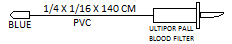 1/4 X 1/16 X 140 CM
PVC
BLUE
ULTIPOR PALL
BLOOD FILTER